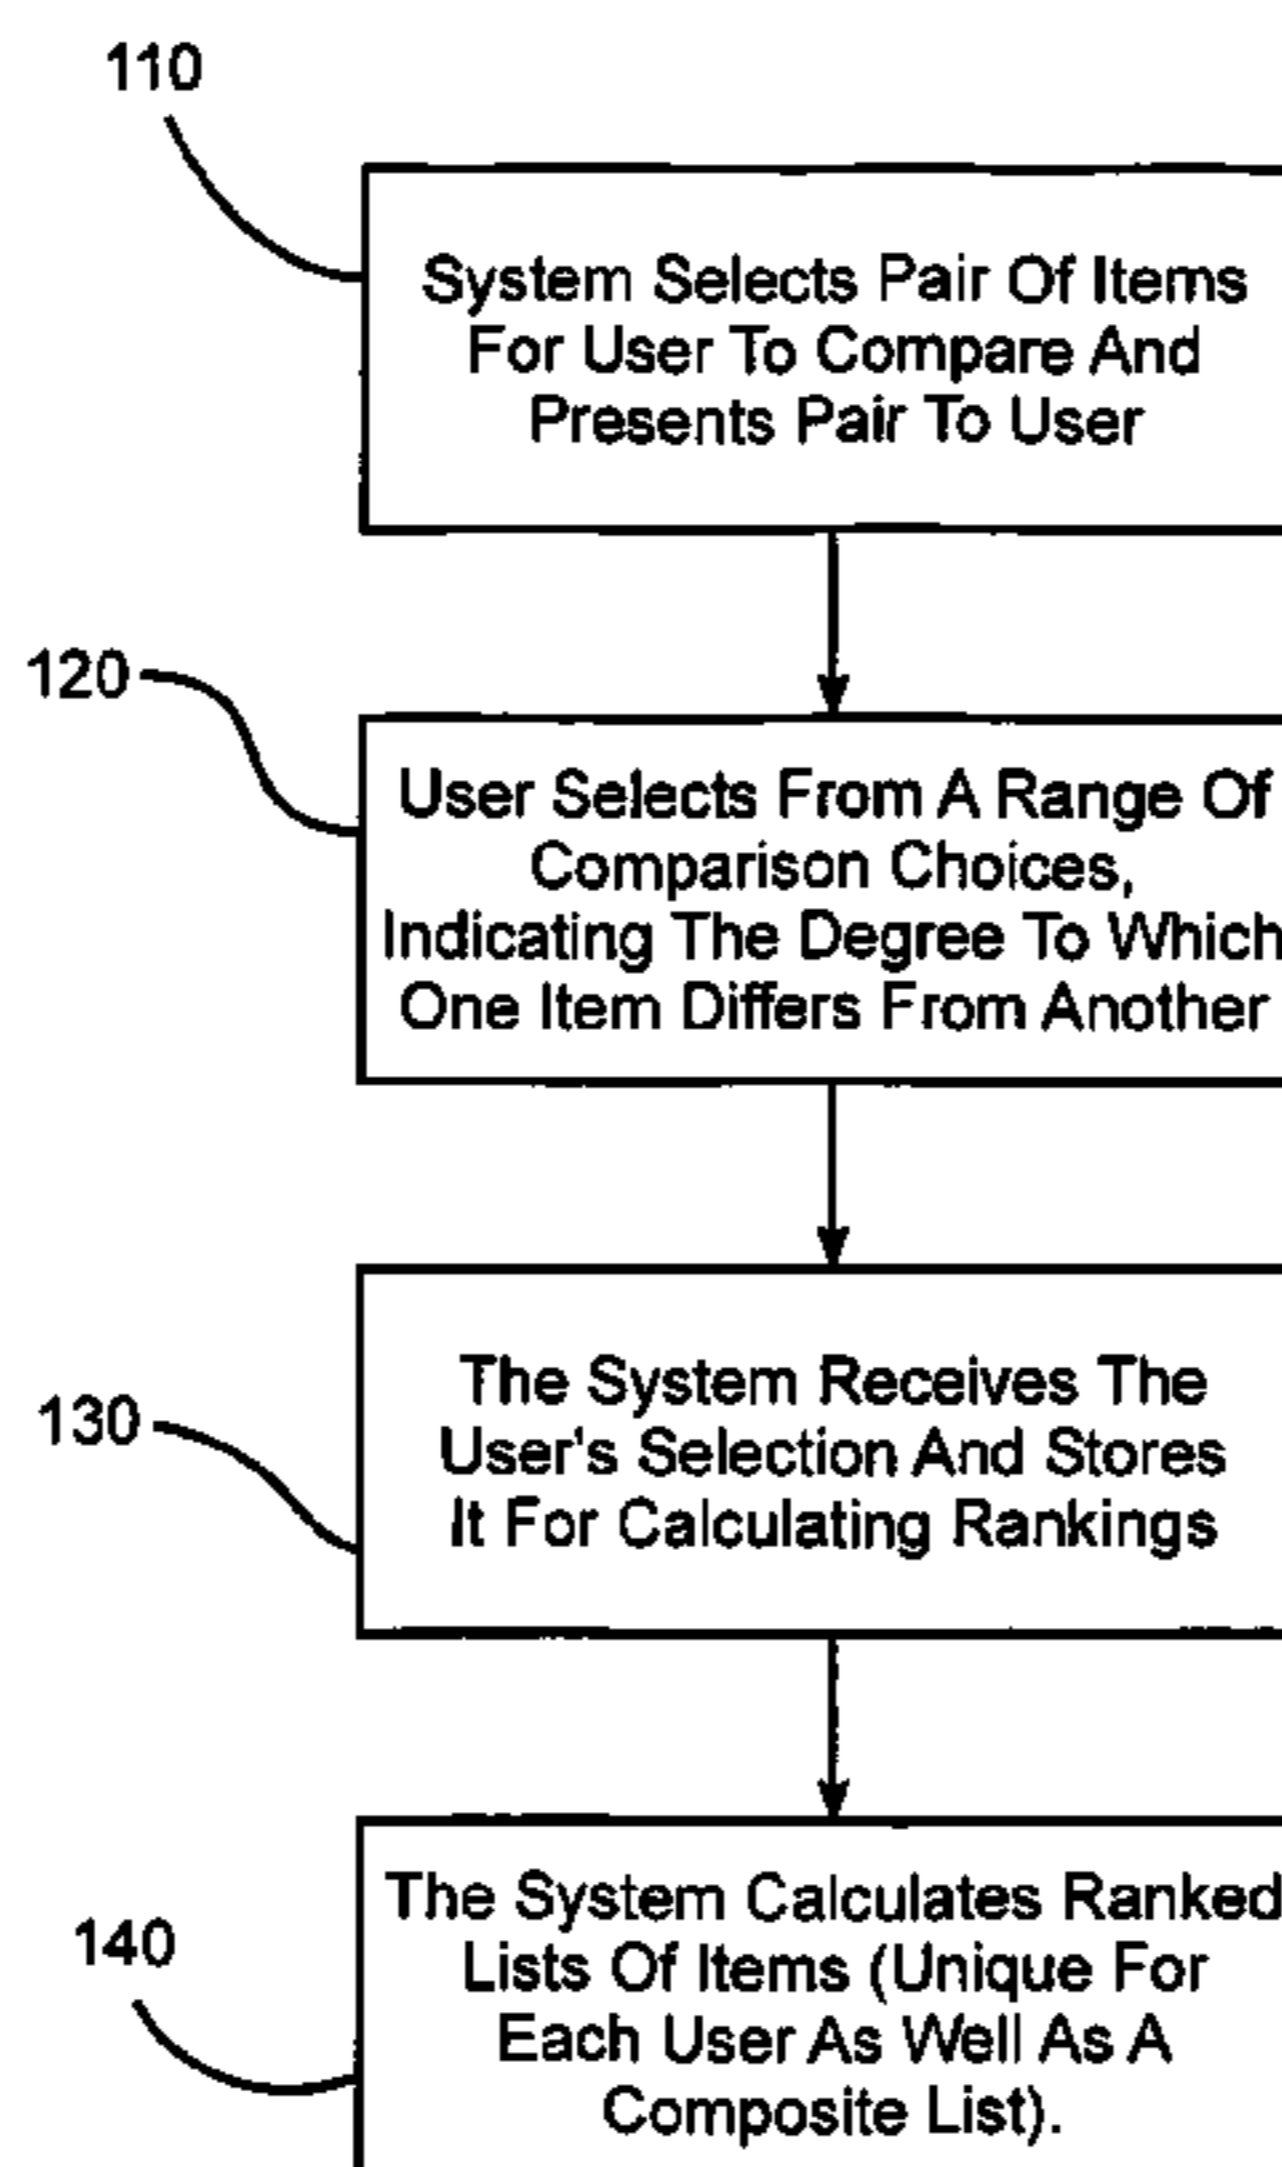 110
System Selects Pair Of Items
For User To Compare And
Presents Pair To User
120
User Selects From A Range Of
Comparison Choices,
Indicating The Degree To Which
One Item Differs From Another
130
The System Receives The
User's Selection And Stores
It For Calculating Rankings
140
The System Calculates Ranked
Lists Of Items (Unique For
Each User As Well As A
Composite List).